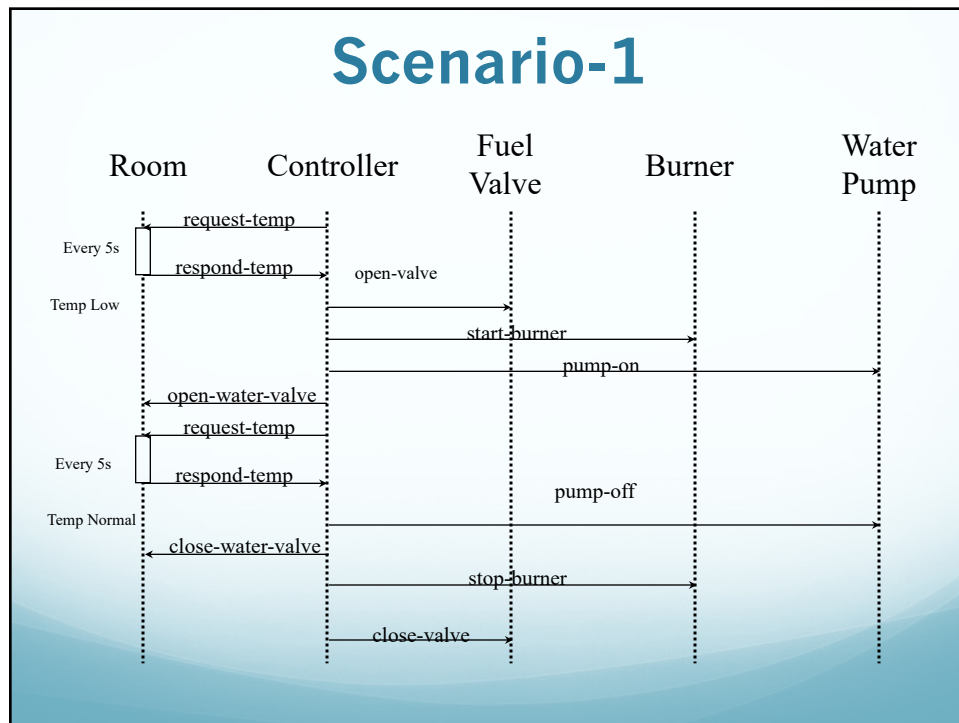 Scenario-1
Room
Controller
Fuel
Valve
Burner
Water
Pump
request-temp
Every 5s
respond-temp
open-valve
Temp Low
start-burner
pump-on
open-water-valve
request-temp
Every 5s
respond-temp
pump-off
Temp Normal
close-water-valve
stop-burner
close-valve